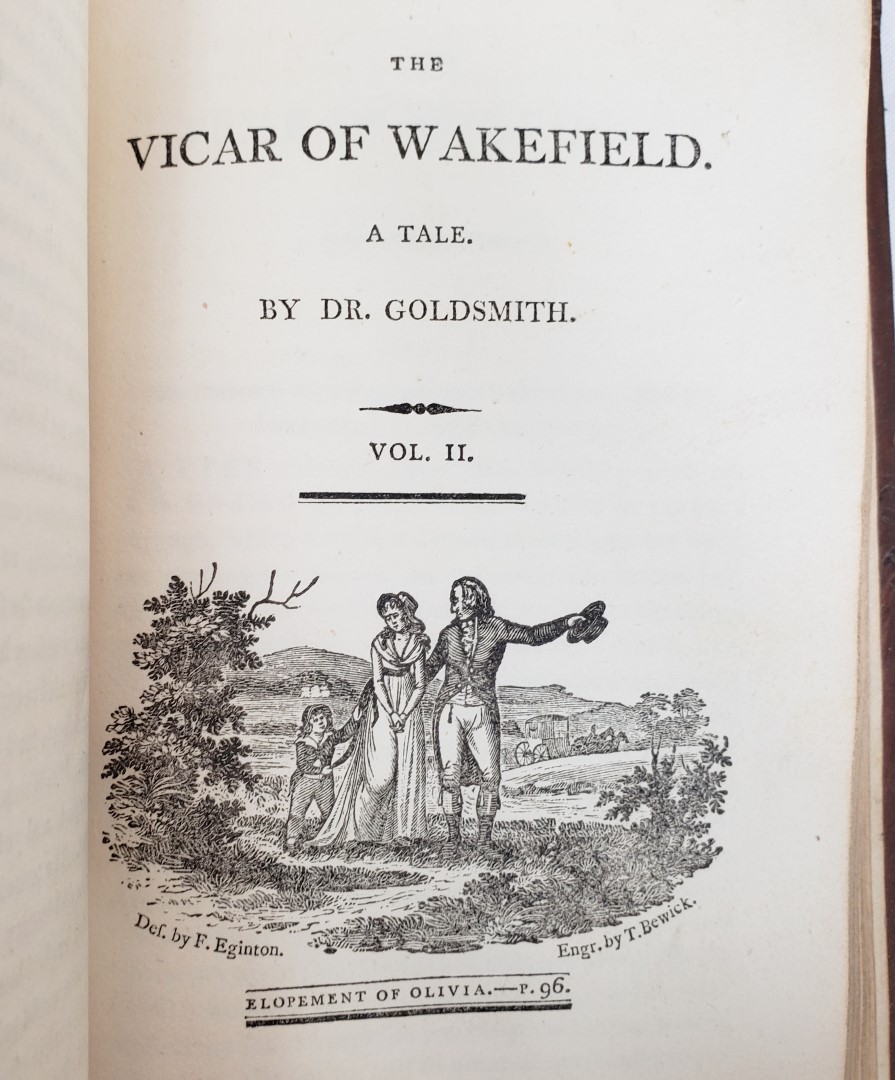 THE
VICAR OF WAKEFIELD.
A TALE.
BY DR. GOLDSMITH.
VOL. II.
Deſ. by F. Eginton.
Engr. by T. Bewick.
ELOPEMENT OF OLIVIA.—P. 96.